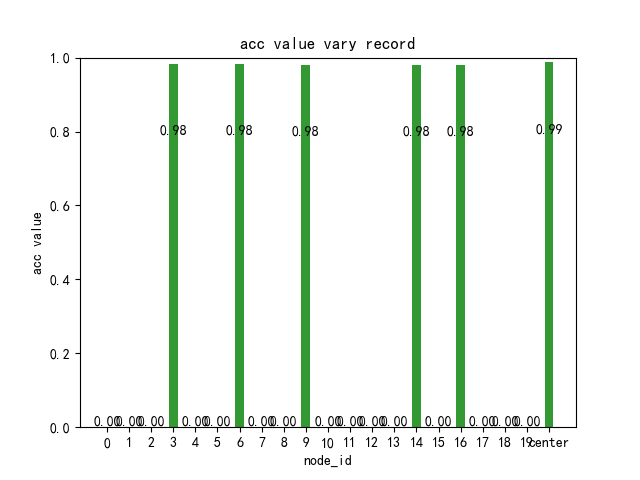 acc value vary record
1.0
0.8
0.6
0.4
0.2
0.0
acc value
0.98 0.98 0.98 0.98 0.98 0.99
0.00 0.00 0.00 0.00 0.00 0.00 0.00 0.00 0.00 0.00 0.00 0.00 0.00 0.00 0.00
0 1 2 3 4 5 6 7 8 9 10 11 12 13 14 15 16 17 18 19 center
node_id